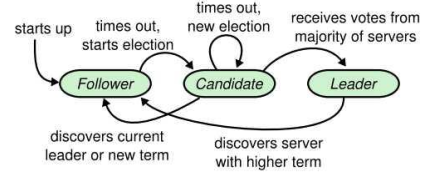 starts up
times out,
starts election
times out,
new election
receives votes from
majority of servers
Follower
Candidate
Leader
discovers current
leader or new term
discovers server
with higher term